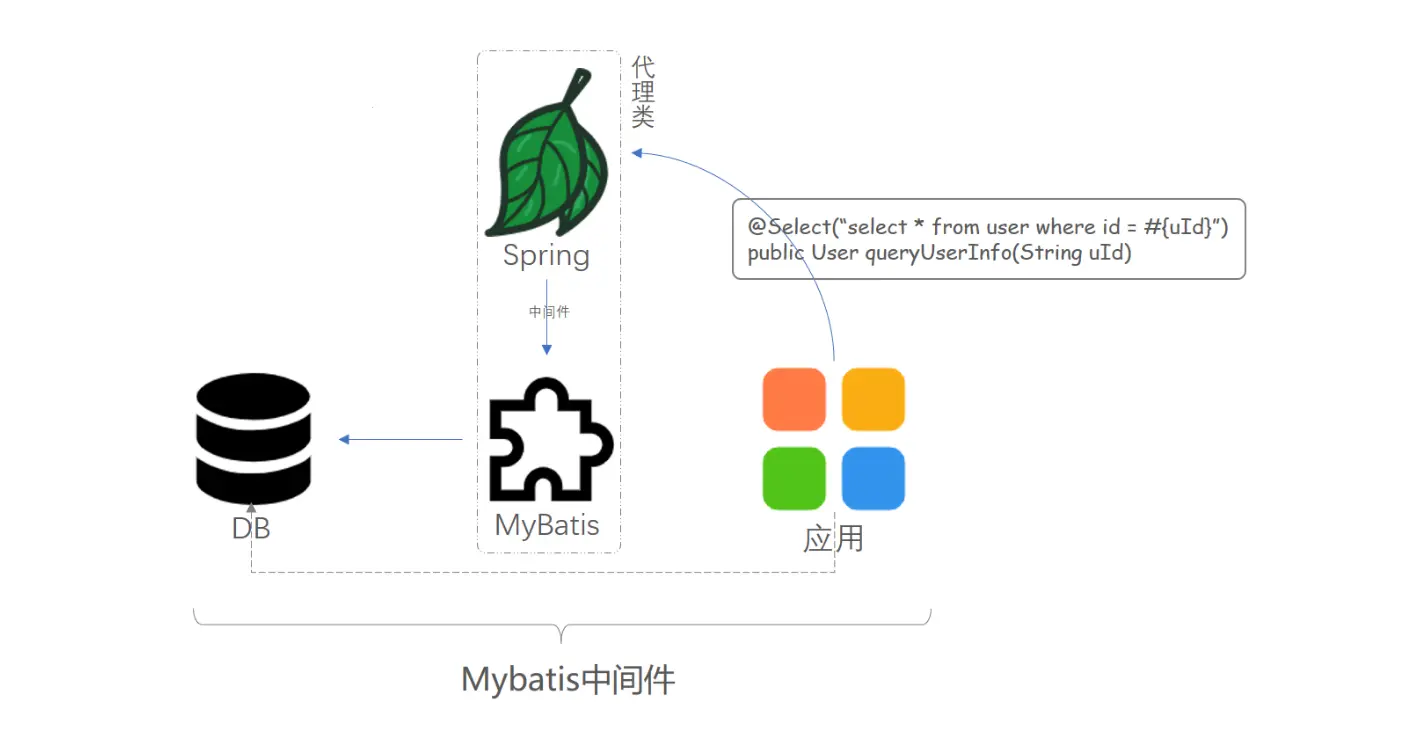 代理类
@Select(“select * from user where id = #{uId}”)
public User queryUserInfo(String uId)
Spring
中间件
DB
MyBatis
应用
Mybatis中间件